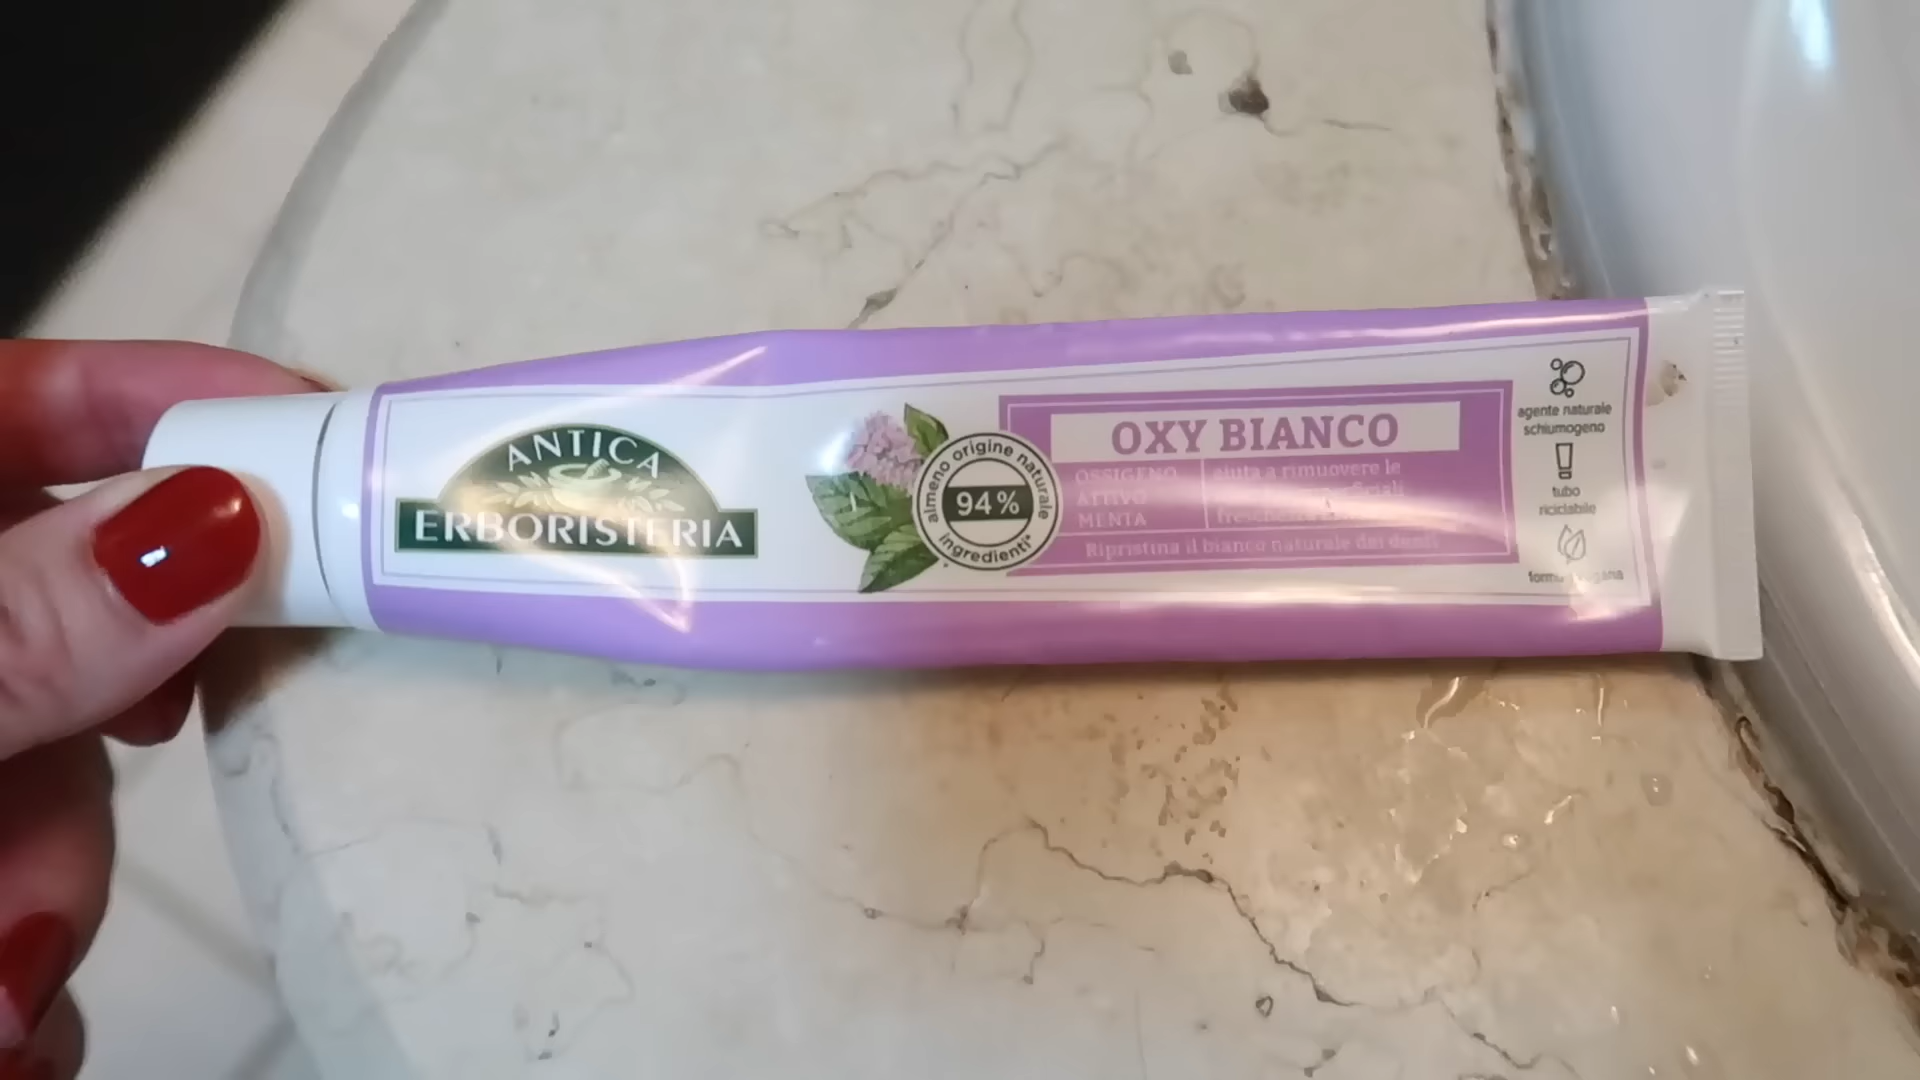 ANTICA
ERBORISTERIA
almeno origine naturale
94%
ingredienti*
OXY BIANCO
OSSIGENO
ATTIVO
MENTA
aiuta a rimuovere le
Ripristina il bianco naturale dei denti
agente naturale
schiumogeno
tubo
riciclabile